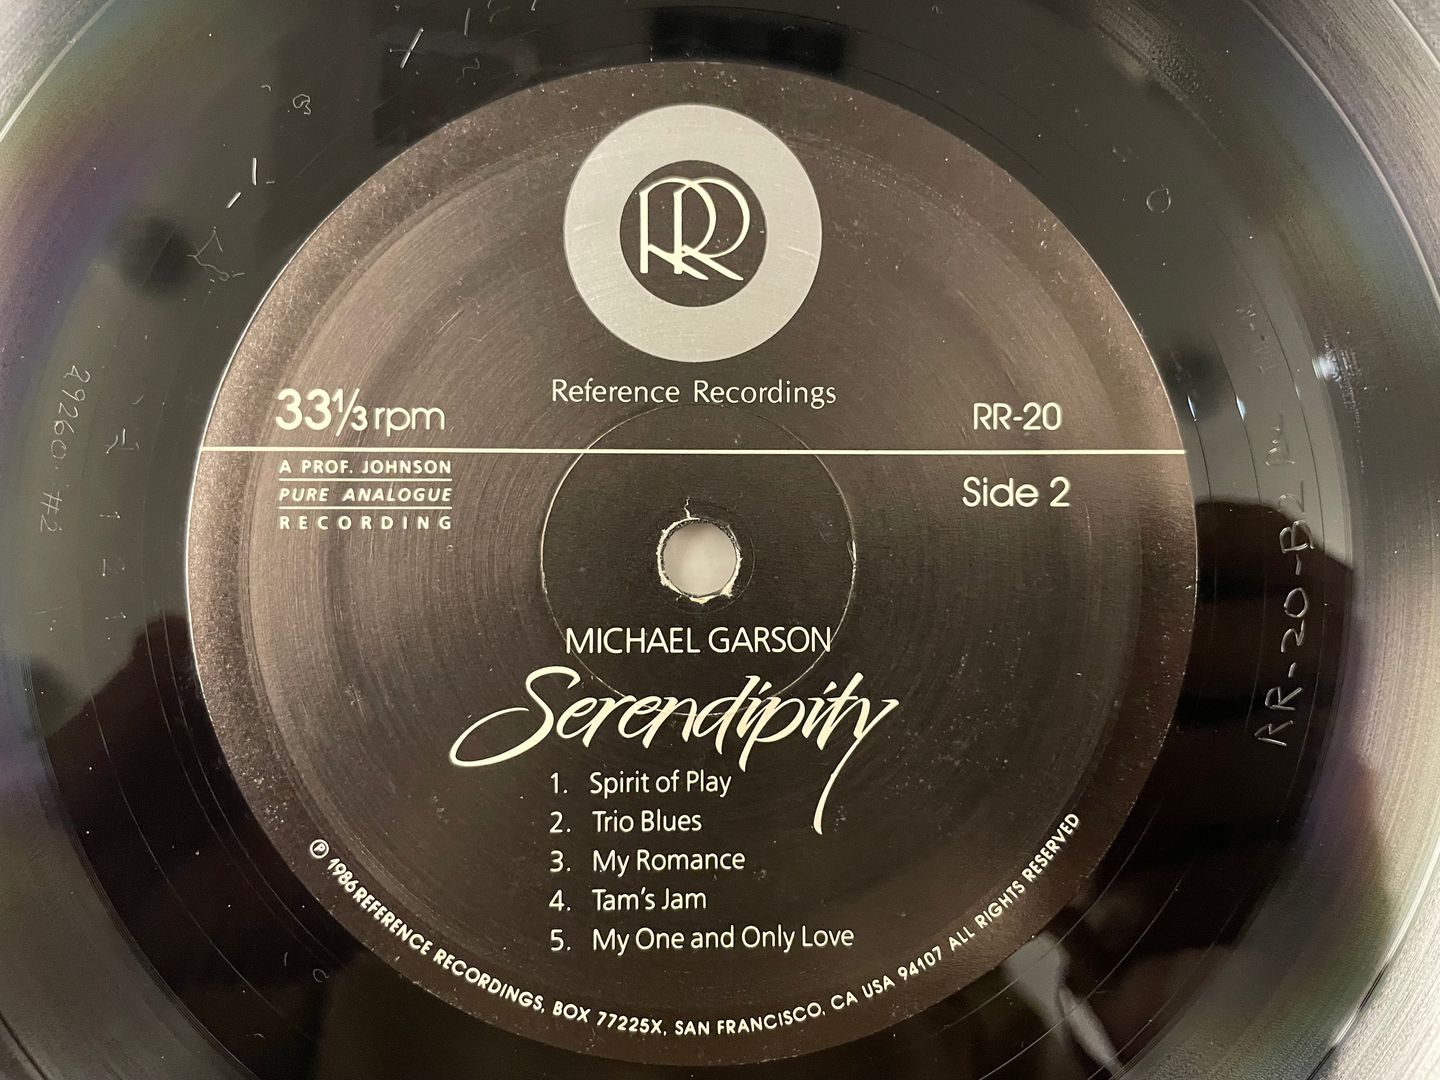 RR
Reference Recordings
33⅓ rpm
RR-20
A PROF. JOHNSON
PURE ANALOGUE
RECORDING
Side 2
MICHAEL GARSON
Serendipity
1. Spirit of Play
2. Trio Blues
3. My Romance
4. Tam's Jam
5. My One and Only Love
℗ 1986 REFERENCE RECORDINGS, BOX 77225X, SAN FRANCISCO, CA USA 94107 ALL RIGHTS RESERVED
29260 #2
RR-20-B2